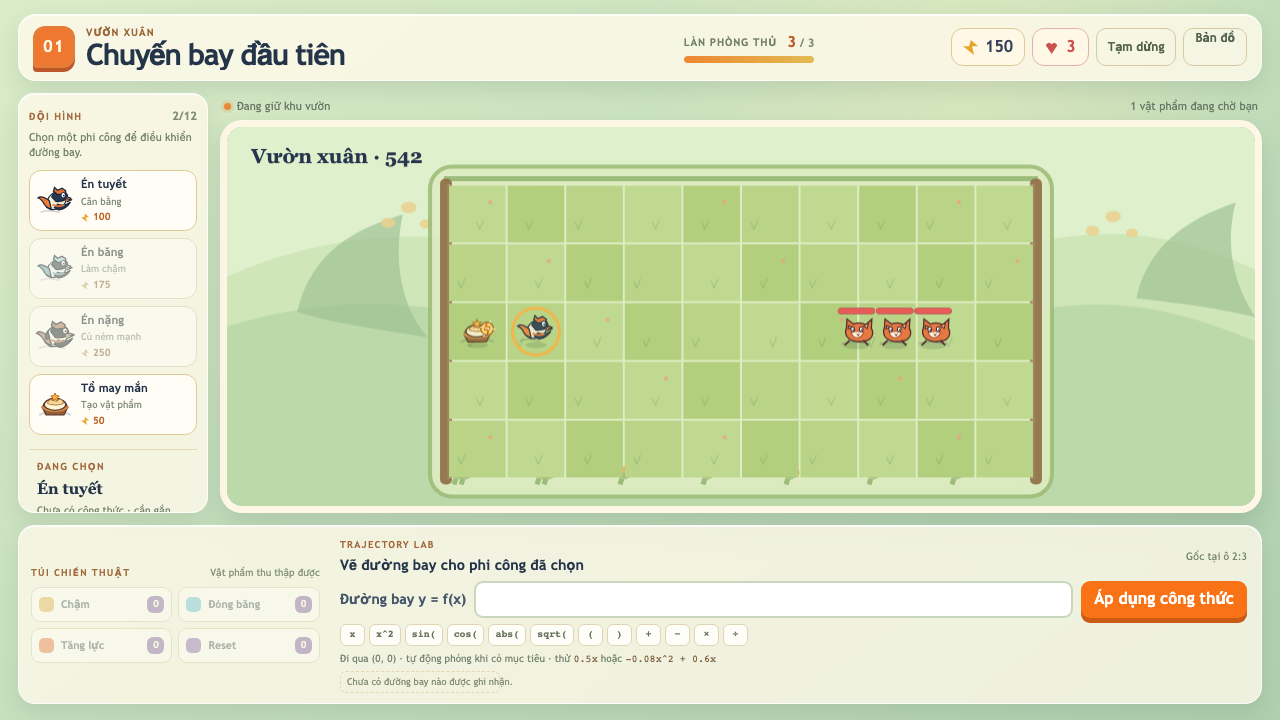 01
VƯỜN XUÂN
Chuyến bay đầu tiên
LÀN PHÒNG THỦ 3 / 3
150
3
Tạm dừng
Bản đồ
ĐỘI HÌNH 2/12
Chọn một phi công để điều khiển
đường bay.
Én tuyết
Cân bằng
100
Én băng
Làm chậm
175
Én nặng
Cú ném mạnh
250
Tổ may mắn
Tạo vật phẩm
50
ĐANG CHỌN
Én tuyết
Chưa có công thức · cần gắn
Đang giữ khu vườn
1 vật phẩm đang chờ bạn
Vườn xuân · 542
TÚI CHIẾN THUẬT
Vật phẩm thu thập được
Chậm 0
Đóng băng 0
Tăng lực 0
Reset 0
TRAJECTORY LAB
Vẽ đường bay cho phi công đã chọn
Gốc tại ô 2:3
Đường bay y = f(x)
Áp dụng công thức
x x^2 sin( cos( abs( sqrt( ( ) + − × ÷
Đi qua (0, 0) · tự động phóng khi có mục tiêu · thử 0.5x hoặc −0.08x^2 + 0.6x
Chưa có đường bay nào được ghi nhận.